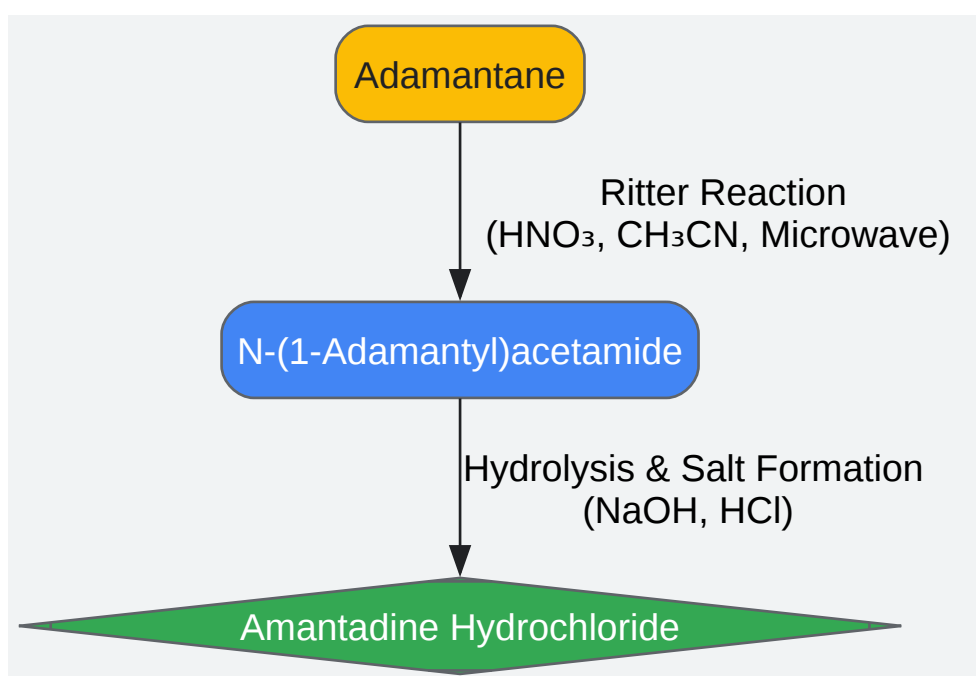 Adamantane
Ritter Reaction
(HNO₃, CH₃CN, Microwave)
N-(1-Adamantyl)acetamide
Hydrolysis & Salt Formation
(NaOH, HCl)
Amantadine Hydrochloride